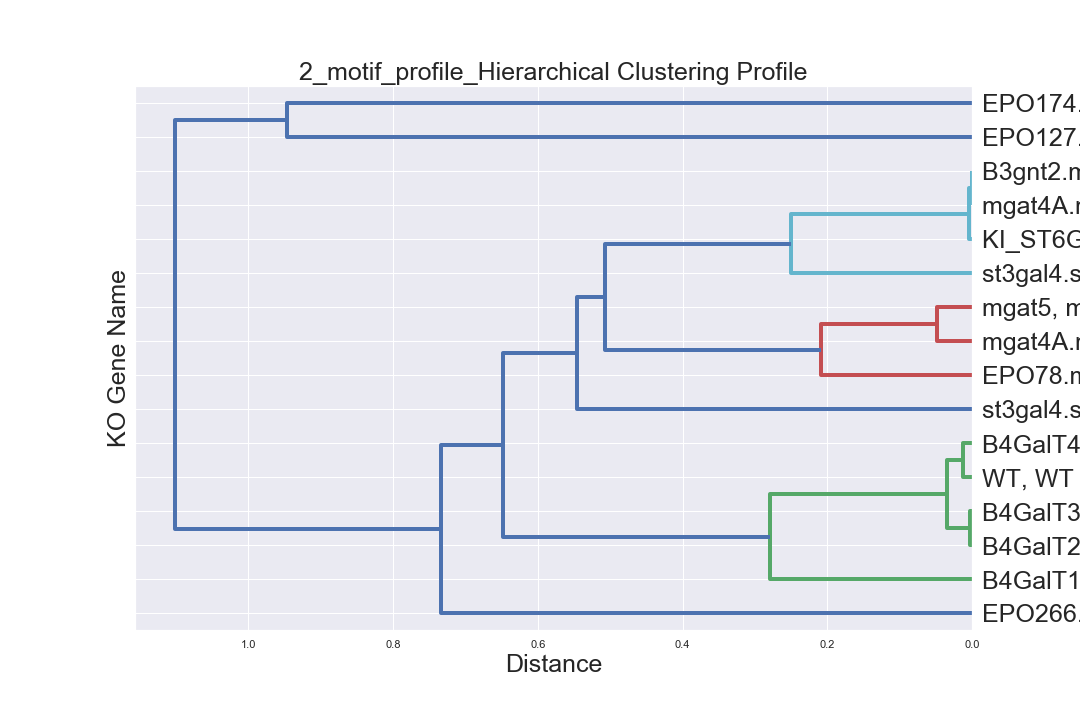 2_motif_profile_Hierarchical Clustering Profile
EPO174.
EPO127.
B3gnt2.m
mgat4A.m
KI_ST6G
st3gal4.s
mgat5, m
mgat4A.m
EPO78.m
st3gal4.s
B4GalT4
WT, WT
B4GalT3
B4GalT2
B4GalT1
EPO266.
KO Gene Name
1.0 0.8 0.6 0.4 0.2 0.0
Distance